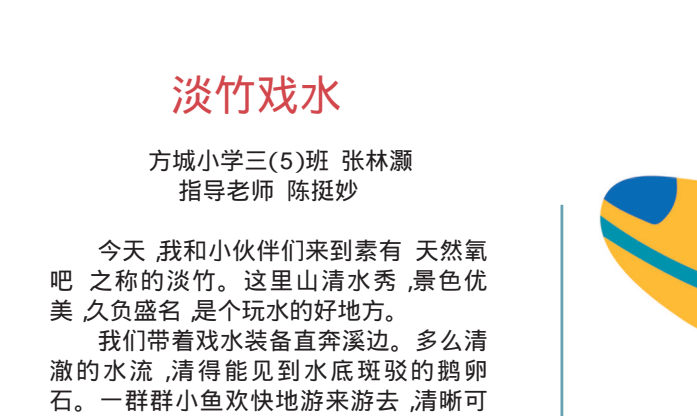 淡竹戏水
方城小学三(5)班 张林灏
指导老师 陈挺妙
今天 ,我和小伙伴们来到素有 天然氧
吧 之称的淡竹。这里山清水秀 ,景色优
美 ,久负盛名 ,是个玩水的好地方。
我们带着戏水装备直奔溪边。多么清
澈的水流 ,清得能见到水底斑驳的鹅卵
石。一群群小鱼欢快地游来游去 ,清晰可